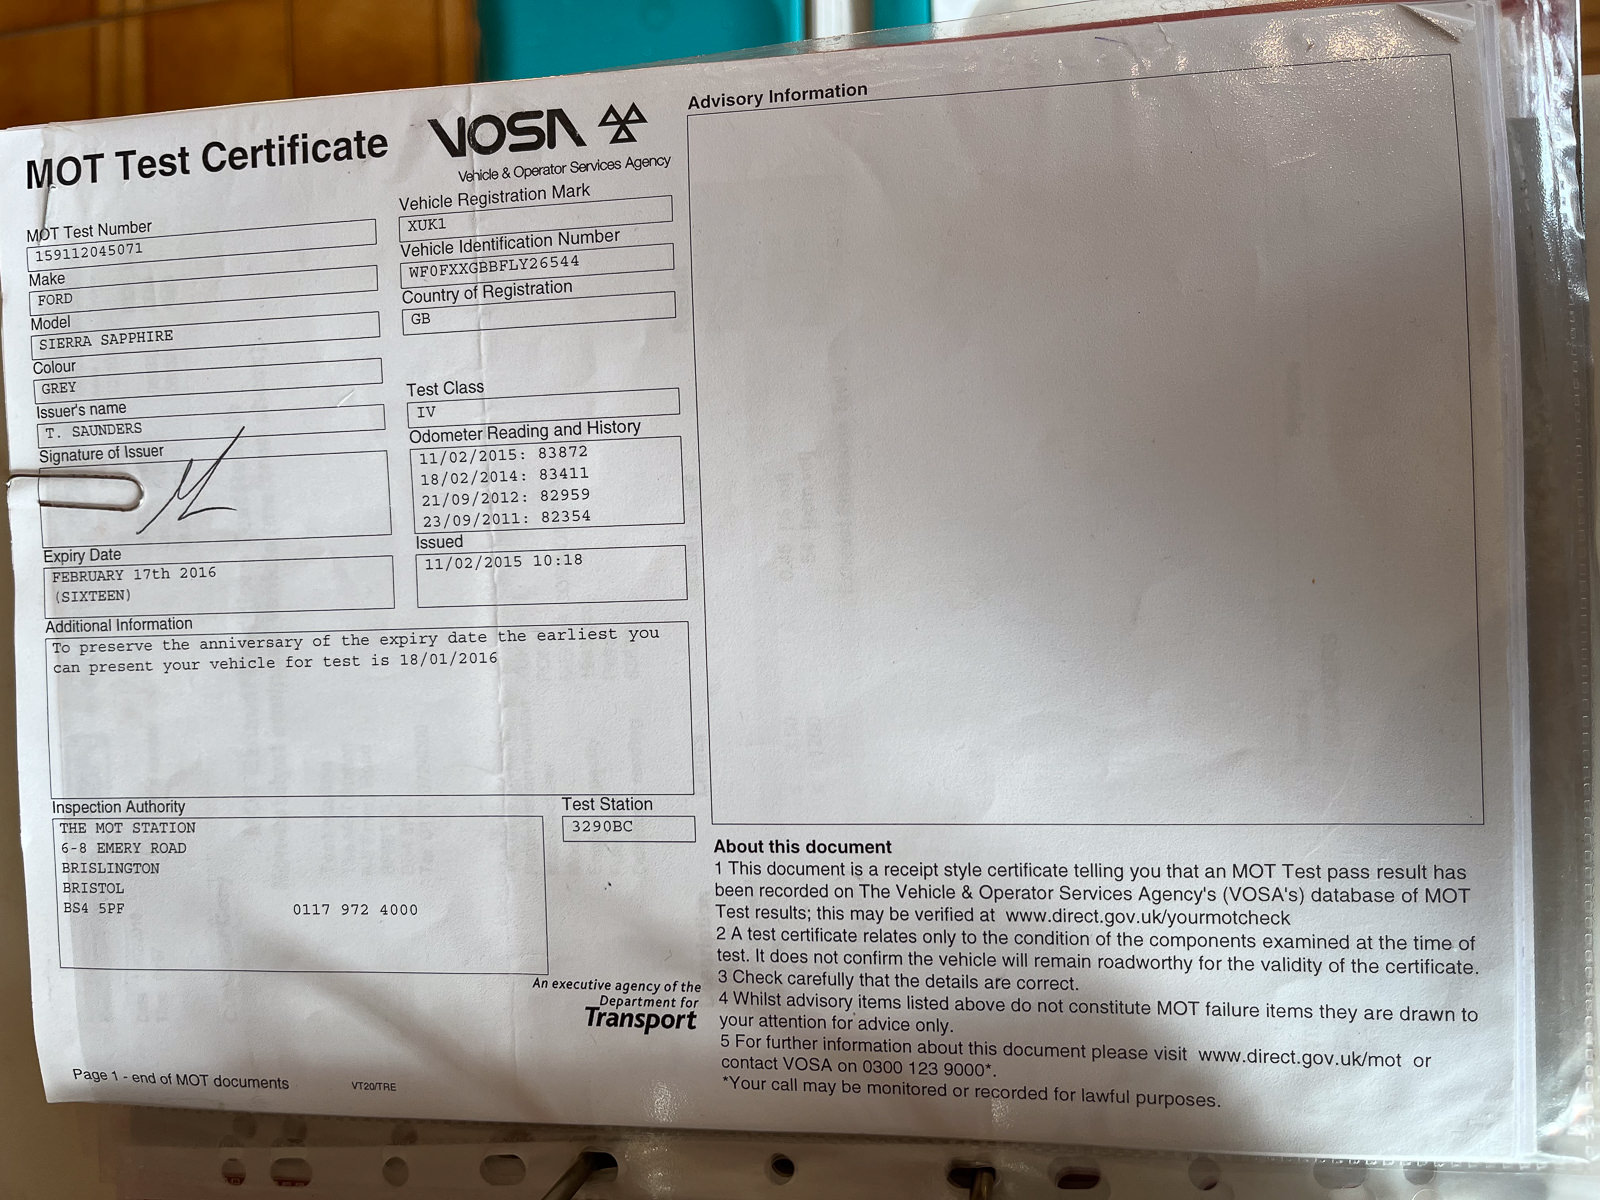 MOT Test Certificate
VOSA
Vehicle & Operator Services Agency
MOT Test Number
159112045071
Make
FORD
Model
SIERRA SAPPHIRE
Colour
GREY
Issuer's name
T. SAUNDERS
Signature of Issuer
Expiry Date
FEBRUARY 17th 2016
(SIXTEEN)
Vehicle Registration Mark
XUK1
Vehicle Identification Number
WF0FXXGBBFLY26544
Country of Registration
GB
Test Class
IV
Odometer Reading and History
11/02/2015: 83872
18/02/2014: 83411
21/09/2012: 82959
23/09/2011: 82354
Issued
11/02/2015 10:18
Additional Information
To preserve the anniversary of the expiry date the earliest you
can present your vehicle for test is 18/01/2016
Inspection Authority
THE MOT STATION
6-8 EMERY ROAD
BRISLINGTON
BRISTOL
BS4 5PF 0117 972 4000
Test Station
3290BC
An executive agency of the
Department for
Transport
Page 1 - end of MOT documents
VT20/TRE
Advisory Information
About this document
1 This document is a receipt style certificate telling you that an MOT Test pass result has
been recorded on The Vehicle & Operator Services Agency's (VOSA's) database of MOT
Test results; this may be verified at www.direct.gov.uk/yourmotcheck
2 A test certificate relates only to the condition of the components examined at the time of
test. It does not confirm the vehicle will remain roadworthy for the validity of the certificate.
3 Check carefully that the details are correct.
4 Whilst advisory items listed above do not constitute MOT failure items they are drawn to
your attention for advice only.
5 For further information about this document please visit www.direct.gov.uk/mot or
contact VOSA on 0300 123 9000*.
*Your call may be monitored or recorded for lawful purposes.